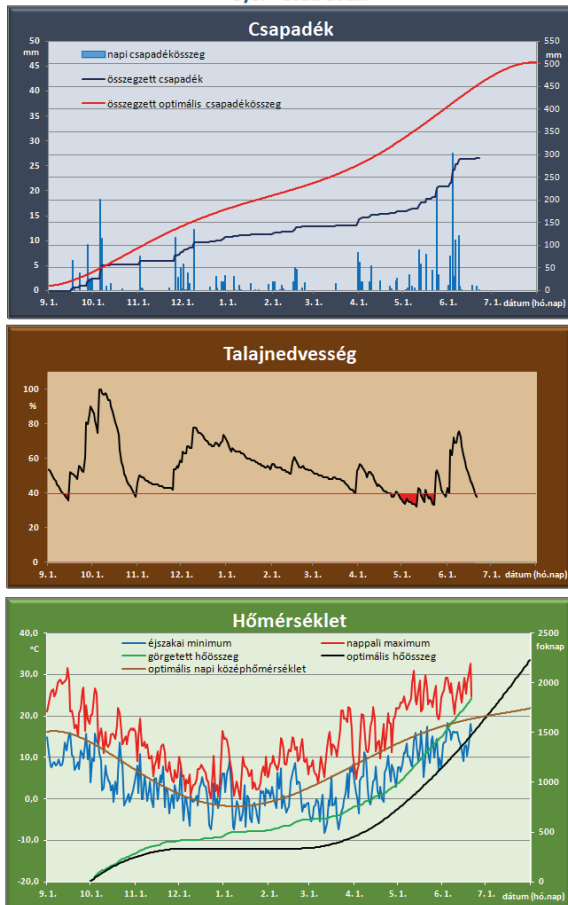 Csapadék
50
mm
45
40
35
30
25
20
15
10
5
0
napi csapadékösszeg
összegzett csapadék
összegzett optimális csapadékösszeg
550
mm
500
450
400
350
300
250
200
150
100
50
0
9. 1. 10. 1. 11. 1. 12. 1. 1. 1. 2. 1. 3. 1. 4. 1. 5. 1. 6. 1. 7. 1. dátum (hó.nap)
Talajnedvesség
100
%
80
60
40
20
0
9. 1. 10. 1. 11. 1. 12. 1. 1. 1. 2. 1. 3. 1. 4. 1. 5. 1. 6. 1. 7. 1. dátum (hó.nap)
Hőmérséklet
40,0
°C
30,0
20,0
10,0
0,0
-10,0
-20,0
éjszakai minimum nappali maximum
görgetett hőösszeg optimális hőösszeg
optimális napi középhőmérséklet
2500
foknap
2000
1500
1000
500
0
9. 1. 10. 1. 11. 1. 12. 1. 1. 1. 2. 1. 3. 1. 4. 1. 5. 1. 6. 1. 7. 1. dátum (hó.nap)